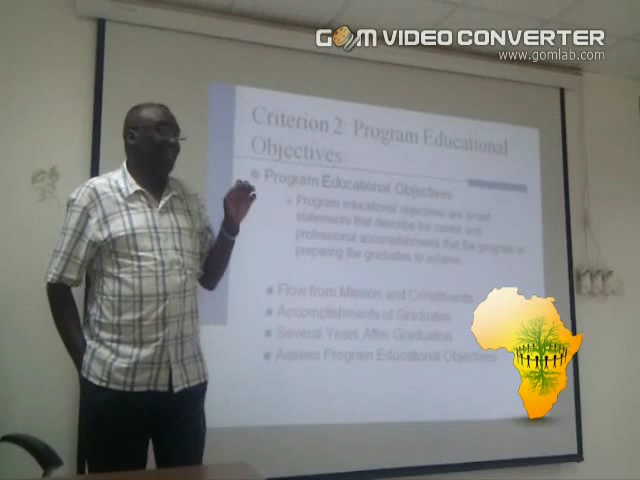 GOM VIDEO CONVERTER
www.gomlab.com
Criterion 2: Program Educational
Objectives
Program Educational Objectives
Program educational objectives are broad
statements that describe the career and
professional accomplishments that the program is
preparing the graduates to achieve.
Flow from Mission and Constituents
Accomplishments of Graduates
Several Years After Graduation
Assess Program Educational Objectives